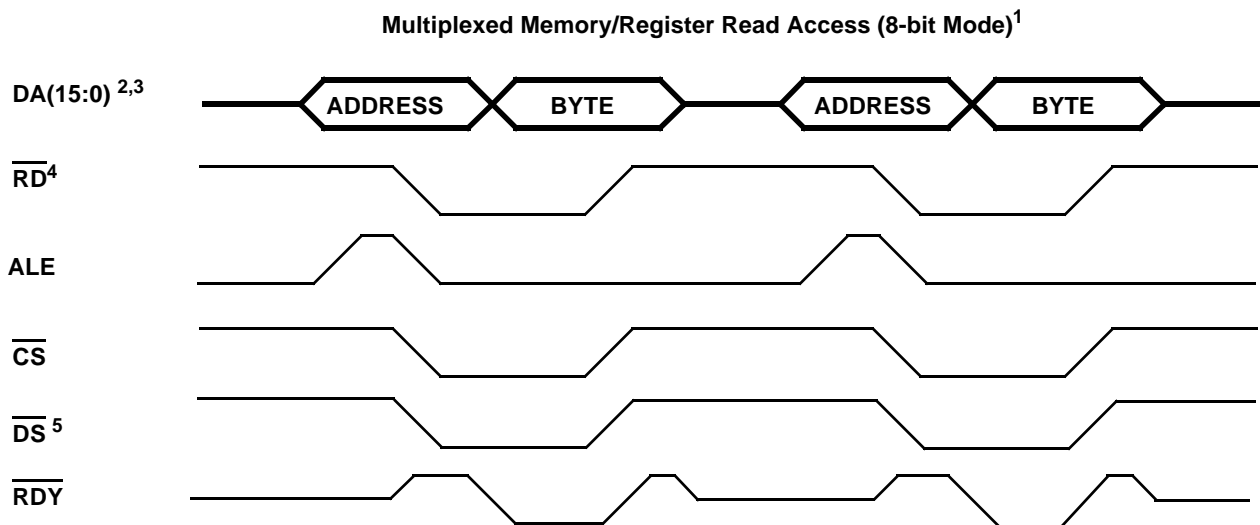 Multiplexed Memory/Register Read Access (8-bit Mode)1
DA(15:0) 2,3
ADDRESS BYTE ADDRESS BYTE
RD4
ALE
CS
DS 5
RDY